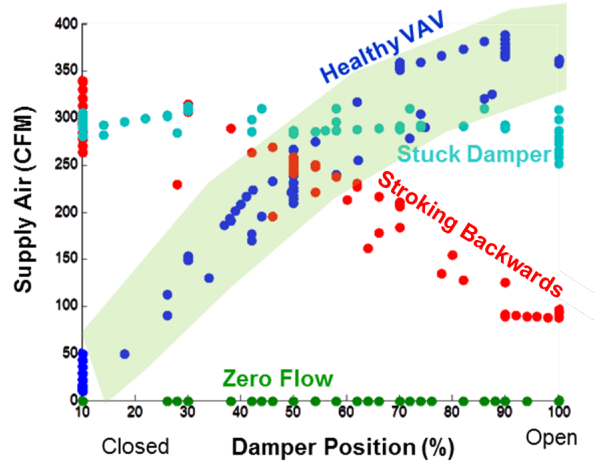 400
350
300
250
200
150
100
50
0
Supply Air (CFM)
Healthy VAV
Stuck Damper
Stroking Backwards
Zero Flow
10 20 30 40 50 60 70 80 90 100
Closed
Damper Position (%)
Open